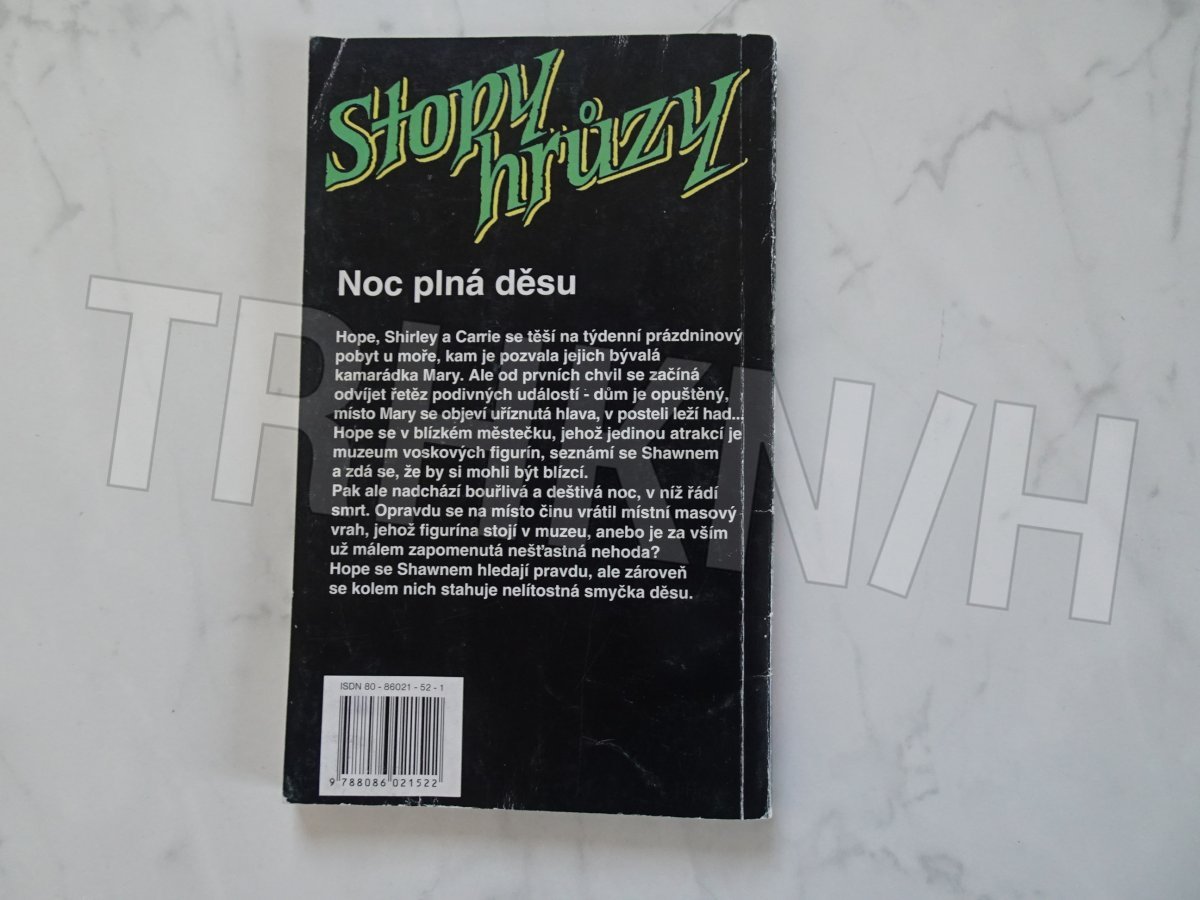 Stopy
hrůzy
Noc plná děsu
Hope, Shirley a Carrie se těší na týdenní prázdninový
pobyt u moře, kam je pozvala jejich bývalá
kamarádka Mary. Ale od prvních chvil se začíná
odvíjet řetěz podivných událostí - dům je opuštěný,
místo Mary se objeví uříznutá hlava, v posteli leží had...
Hope se v blízkém městečku, jehož jedinou atrakcí je
muzeum voskových figurín, seznámí se Shawnem
a zdá se, že by si mohli být blízcí.
Pak ale nadchází bouřlivá a deštivá noc, v níž řádí
smrt. Opravdu se na místo činu vrátil místní masový
vrah, jehož figurína stojí v muzeu, anebo je za vším
už málem zapomenutá nešťastná nehoda?
Hope se Shawnem hledají pravdu, ale zároveň
se kolem nich stahuje nelítostná smyčka děsu.
ISDN 80 - 86021 - 52 - 1
9 788086 021522